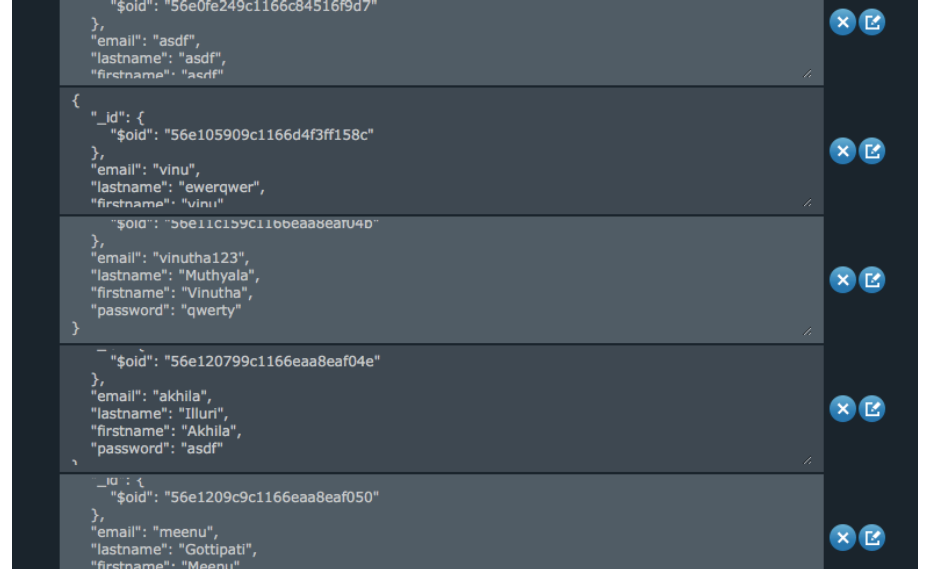 "$oid": "56e0fe249c1166c84516f9d7"
},
"email": "asdf",
"lastname": "asdf",
"firstname": "asdf"
{
"_id": {
"$oid": "56e105909c1166d4f3ff158c"
},
"email": "vinu",
"lastname": "ewerqwer",
"firstname": "vinu"
"$oid": "56e11c159c1166eaa8eaf04b"
},
"email": "vinutha123",
"lastname": "Muthyala",
"firstname": "Vinutha",
"password": "qwerty"
}
"$oid": "56e120799c1166eaa8eaf04e"
},
"email": "akhila",
"lastname": "Illuri",
"firstname": "Akhila",
"password": "asdf"
}
"_id": {
"$oid": "56e1209c9c1166eaa8eaf050"
},
"email": "meenu",
"lastname": "Gottipati",
"firstname": "Meenu"